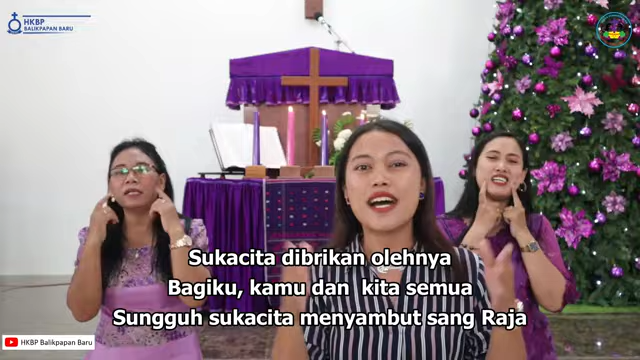 HKBP
BALIKPAPAN BARU
Sukacita dibrikan olehnya
Bagiku, kamu dan kita semua
Sungguh sukacita menyambut sang Raja
HKBP Balikpapan Baru